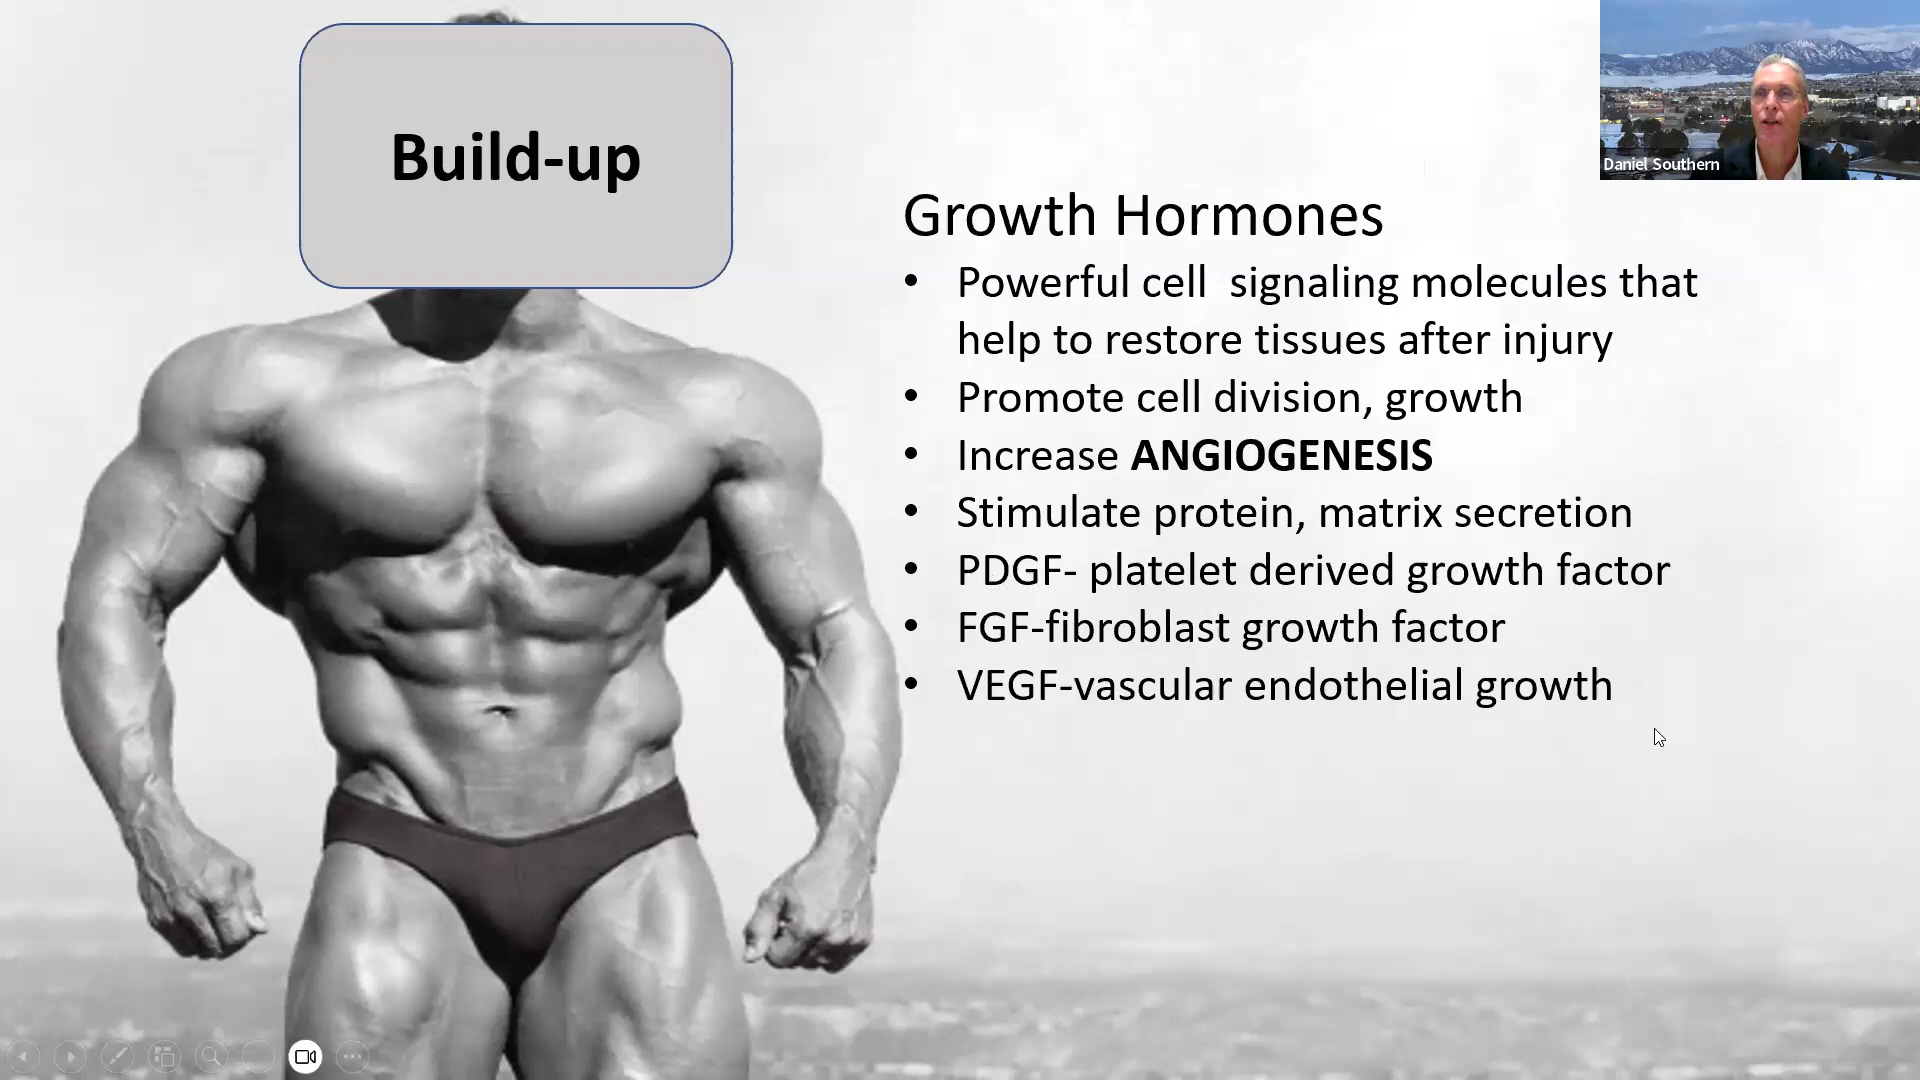 Build-up
Daniel Southern
Growth Hormones
• Powerful cell  signaling molecules that
help to restore tissues after injury
• Promote cell division, growth
• Increase ANGIOGENESIS
• Stimulate protein, matrix secretion
• PDGF- platelet derived growth factor
• FGF-fibroblast growth factor
• VEGF-vascular endothelial growth